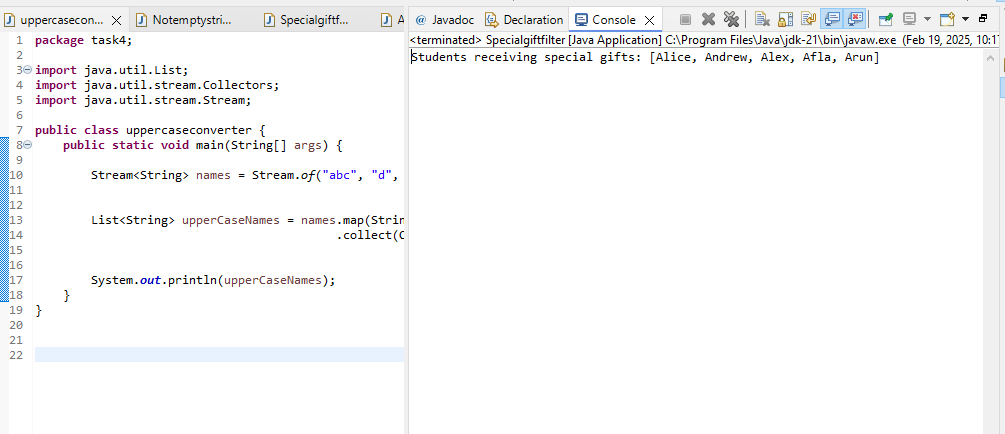 uppercasecon... Notemptystri... Specialgiftf... A
1 package task4;
2
3 import java.util.List;
4 import java.util.stream.Collectors;
5 import java.util.stream.Stream;
6
7 public class uppercaseconverter {
8 public static void main(String[] args) {
9
10 Stream<String> names = Stream.of("abc", "d",
11
12
13 List<String> upperCaseNames = names.map(Strin
14 .collect(C
15
16
17 System.out.println(upperCaseNames);
18 }
19 }
20
21
22
@ Javadoc Declaration Console
<terminated> Specialgiftfilter [Java Application] C:\Program Files\Java\jdk-21\bin\javaw.exe (Feb 19, 2025, 10:1
Students receiving special gifts: [Alice, Andrew, Alex, Afla, Arun]